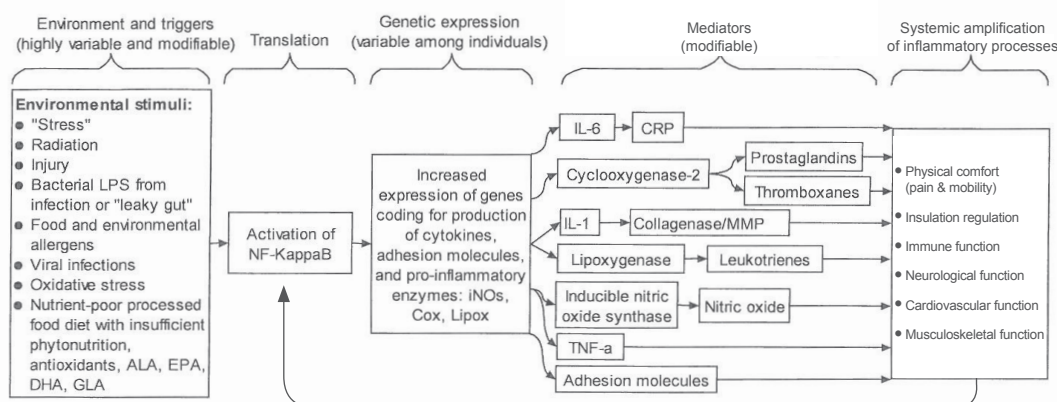 Environment and triggers
(highly variable and modifiable)
Translation
Genetic expression
(variable among individuals)
Mediators
(modifiable)
Systemic amplification
of inflammatory processes
Environmental stimuli:
● "Stress"
● Radiation
● Injury
● Bacterial LPS from
infection or "leaky gut"
● Food and environmental
allergens
● Viral infections
● Oxidative stress
● Nutrient-poor processed
food diet with insufficient
phytonutrition,
antioxidants, ALA, EPA,
DHA, GLA
Activation of
NF-KappaB
Increased
expression of genes
coding for production
of cytokines,
adhesion molecules,
and pro-inflammatory
enzymes: iNOs,
Cox, Lipox
IL-6
CRP
Cyclooxygenase-2
Prostaglandins
Thromboxanes
IL-1
Collagenase/MMP
Lipoxygenase
Leukotrienes
Inducible nitric
oxide synthase
Nitric oxide
TNF-a
Adhesion molecules
• Physical comfort
(pain & mobility)
• Insulation regulation
• Immune function
• Neurological function
• Cardiovascular function
• Musculoskeletal function